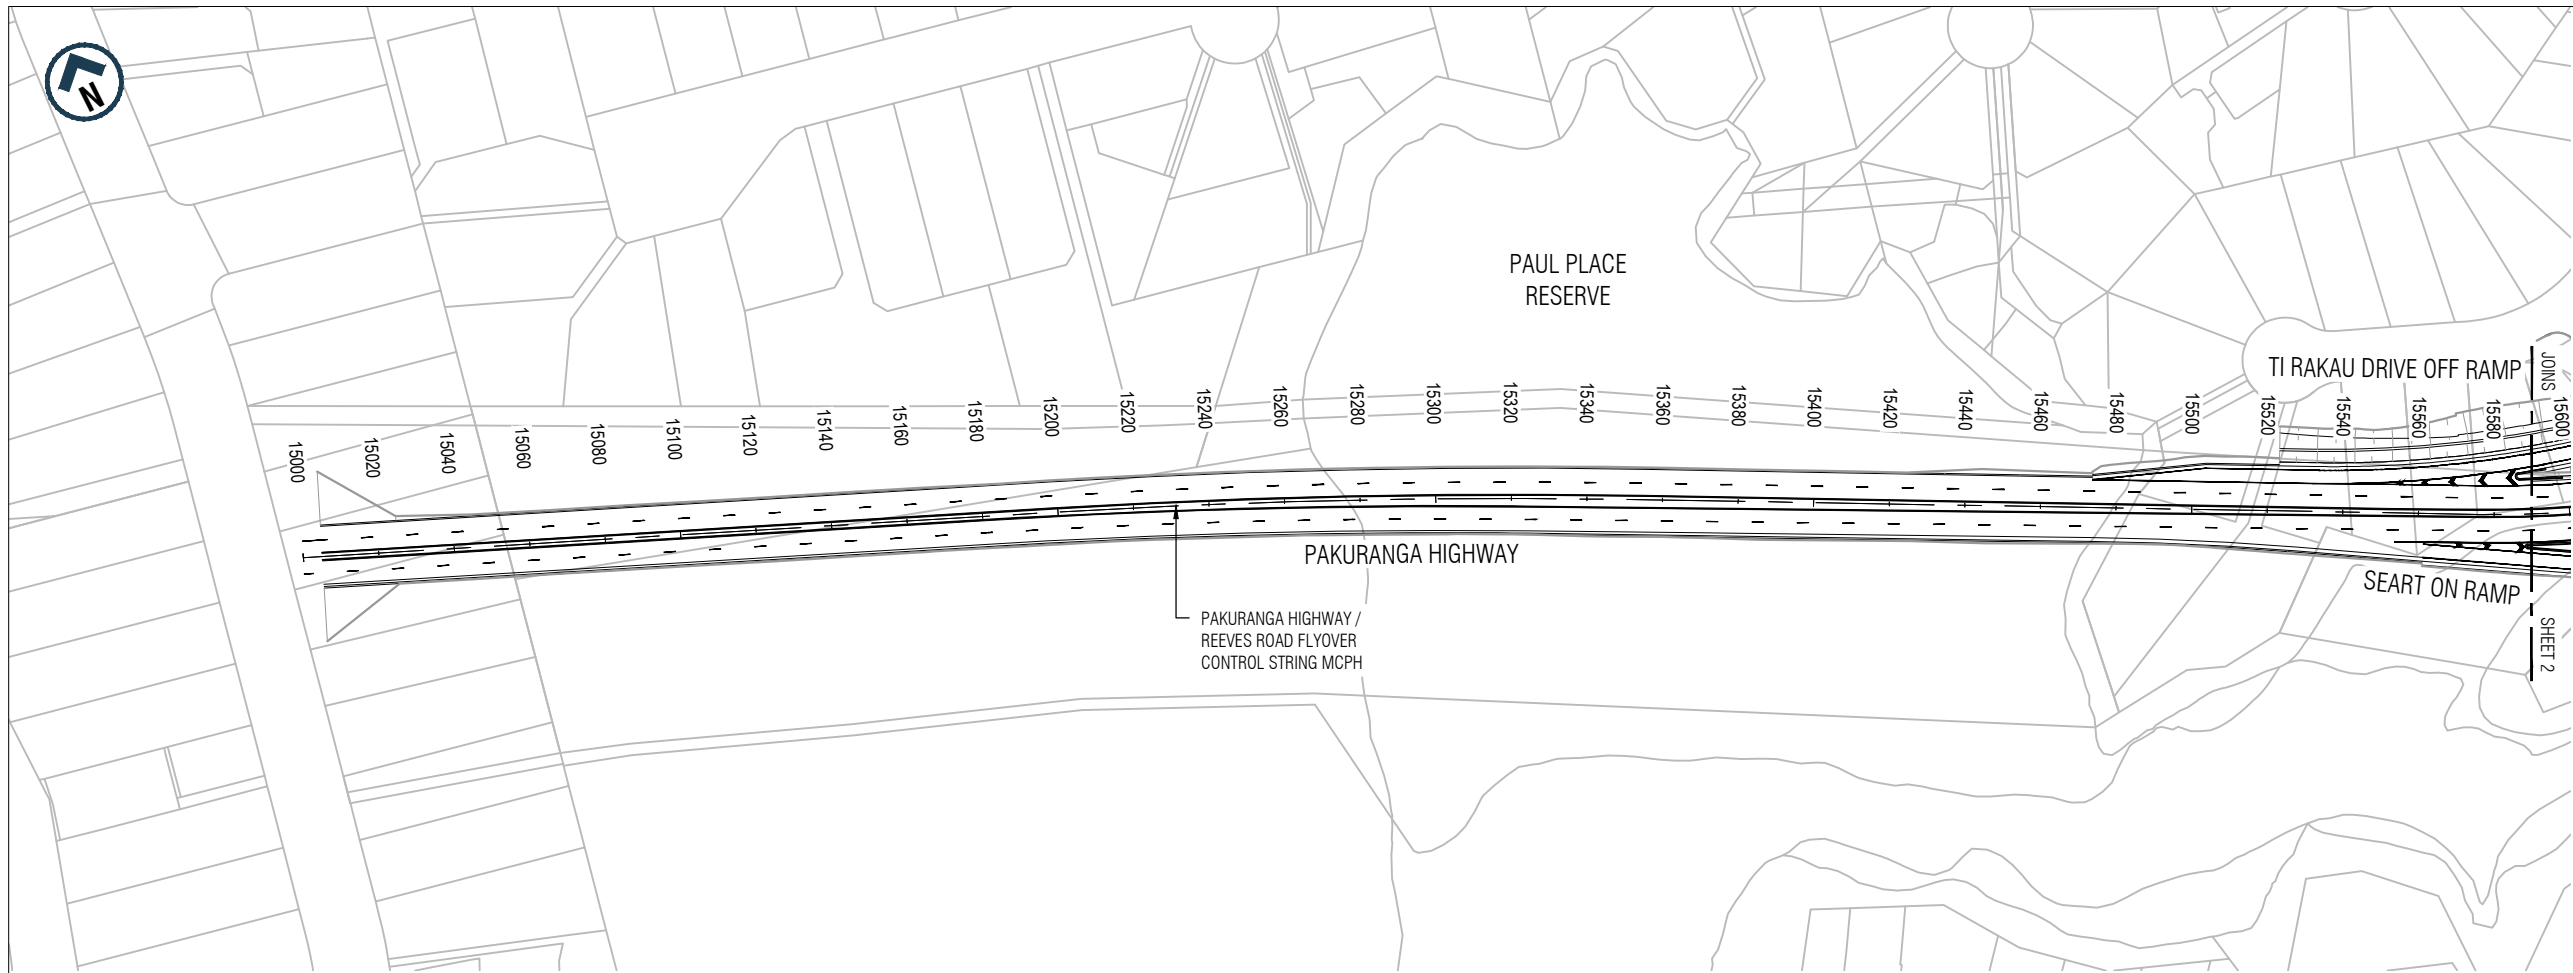 N
PAUL PLACE
RESERVE
TI RAKAU DRIVE OFF RAMP
JOINS
SHEET 2
15000
15020
15040
15060
15080
15100
15120
15140
15160
15180
15200
15220
15240
15260
15280
15300
15320
15340
15360
15380
15400
15420
15440
15460
15480
15500
15520
15540
15560
15580
15600
PAKURANGA HIGHWAY
SEART ON RAMP
PAKURANGA HIGHWAY /
REEVES ROAD FLYOVER
CONTROL STRING MCPH